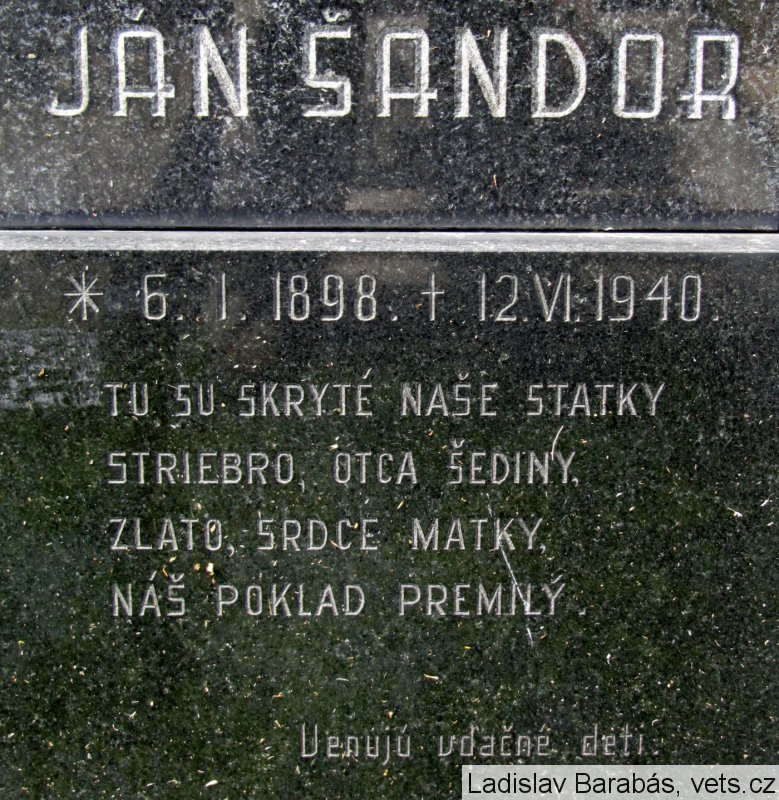 JÁN ŠANDOR
* 6. I. 1898. † 12.VI.1940.
TU SU SKRYTÉ NAŠE STATKY
STRIEBRO, OTCA ŠEDINY,
ZLATO, SRDCE MATKY,
NÁŠ POKLAD PREMILÝ.
Venujú vdačné deti.
Ladislav Barabás, vets.cz